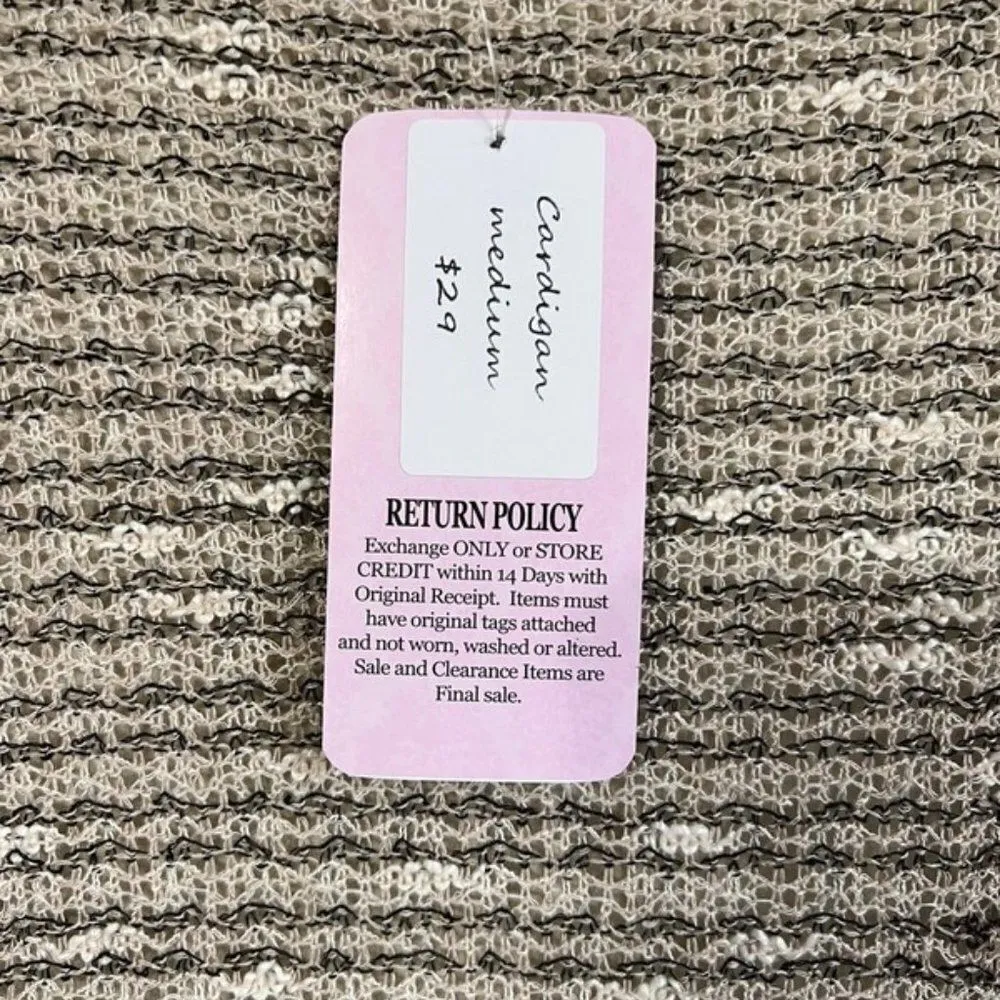 Cardigan
medium
$29
RETURN POLICY
Exchange ONLY or STORE
CREDIT within 14 Days with
Original Receipt. Items must
have original tags attached
and not worn, washed or altered.
Sale and Clearance Items are
Final sale.